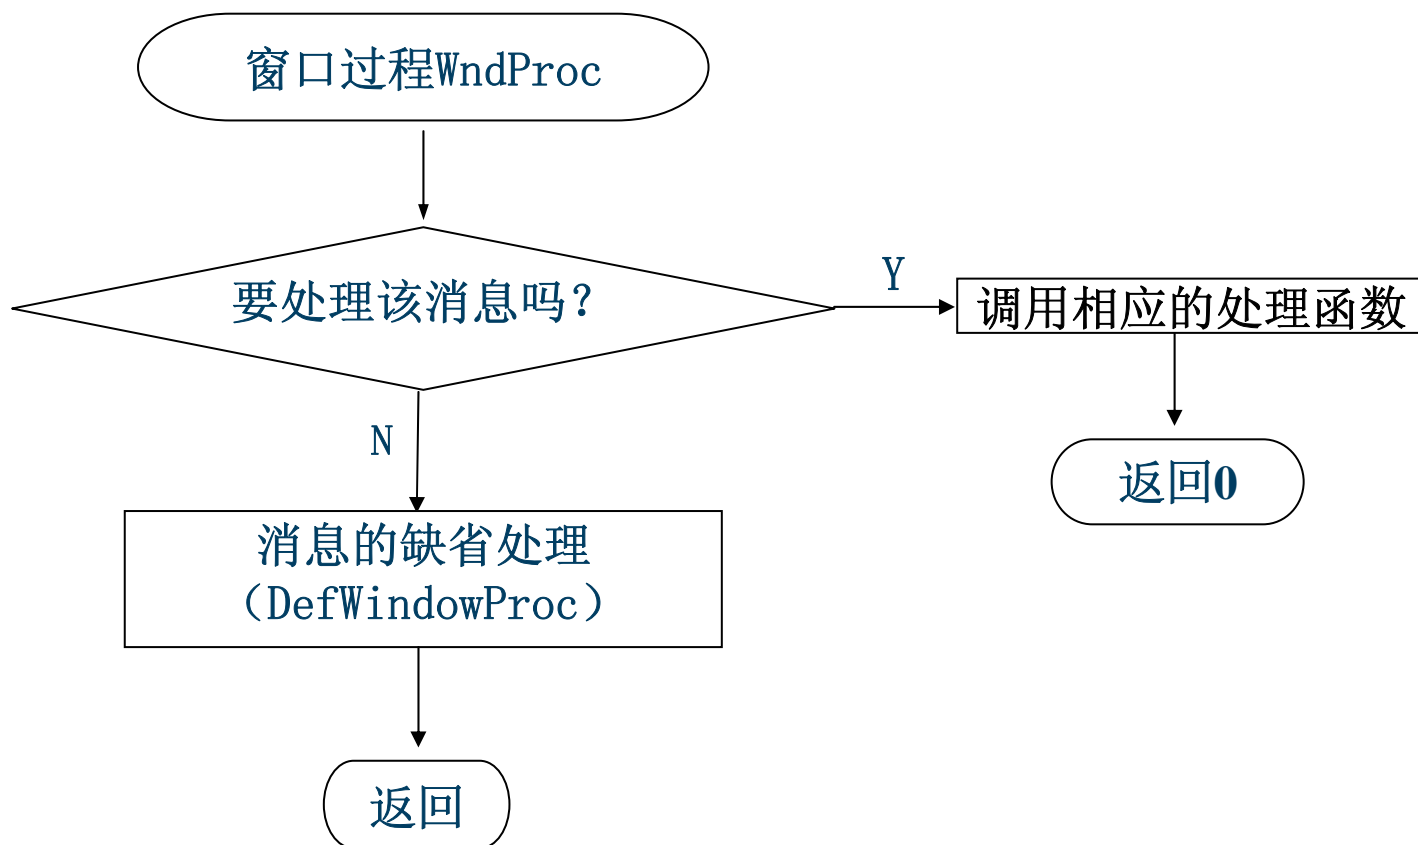 窗口过程WndProc
要处理该消息吗?
Y
调用相应的处理函数
N
返回0
消息的缺省处理
(DefWindowProc)
返回